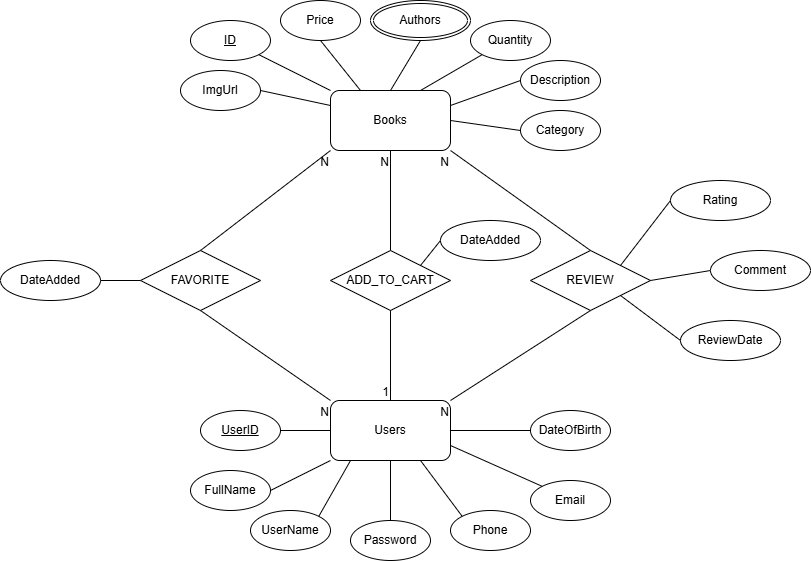 Price
Authors
ID
Quantity
ImgUrl
Description
Books
Category
N
N
N
Rating
DateAdded
DateAdded
FAVORITE
ADD_TO_CART
REVIEW
Comment
ReviewDate
1
N
N
UserID
Users
DateOfBirth
FullName
Email
UserName
Password
Phone